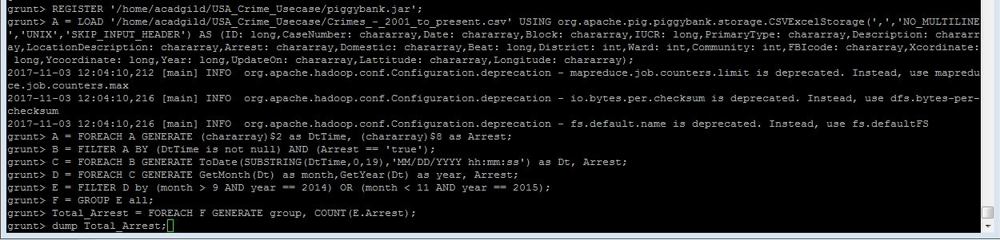 grunt> REGISTER '/home/acadgild/USA_Crime_Usecase/piggybank.jar';
grunt> A = LOAD '/home/acadgild/USA_Crime_Usecase/Crimes_-_2001_to_present.csv' USING org.apache.pig.piggybank.storage.CSVExcelStorage(',','NO_MULTILINE
','UNIX','SKIP_INPUT_HEADER') AS (ID: long,CaseNumber: chararray,Date: chararray,Block: chararray,IUCR: long,PrimaryType: chararray,Description: chararr
ay,LocationDescription: chararray,Arrest: chararray,Domestic: chararray,Beat: long,District: int,Ward: int,Community: int,FBIcode: chararray,Xcordinate:
 long,Ycoordinate: long,Year: long,UpdateOn: chararray,Lattitude: chararray,Longitude: chararray);
2017-11-03 12:04:10,212 [main] INFO  org.apache.hadoop.conf.Configuration.deprecation - mapreduce.job.counters.limit is deprecated. Instead, use mapredu
ce.job.counters.max
2017-11-03 12:04:10,216 [main] INFO  org.apache.hadoop.conf.Configuration.deprecation - io.bytes.per.checksum is deprecated. Instead, use dfs.bytes-per-
checksum
2017-11-03 12:04:10,216 [main] INFO  org.apache.hadoop.conf.Configuration.deprecation - fs.default.name is deprecated. Instead, use fs.defaultFS
grunt> A = FOREACH A GENERATE (chararray)$2 as DtTime, (chararray)$8 as Arrest;
grunt> B = FILTER A BY (DtTime is not null) AND (Arrest == 'true');
grunt> C = FOREACH B GENERATE ToDate(SUBSTRING(DtTime,0,19),'MM/DD/YYYY hh:mm:ss') as Dt, Arrest;
grunt> D = FOREACH C GENERATE GetMonth(Dt) as month,GetYear(Dt) as year, Arrest;
grunt> E = FILTER D by (month > 9 AND year == 2014) OR (month < 11 AND year == 2015);
grunt> F = GROUP E all;
grunt> Total_Arrest = FOREACH F GENERATE group, COUNT(E.Arrest);
grunt> dump Total_Arrest;